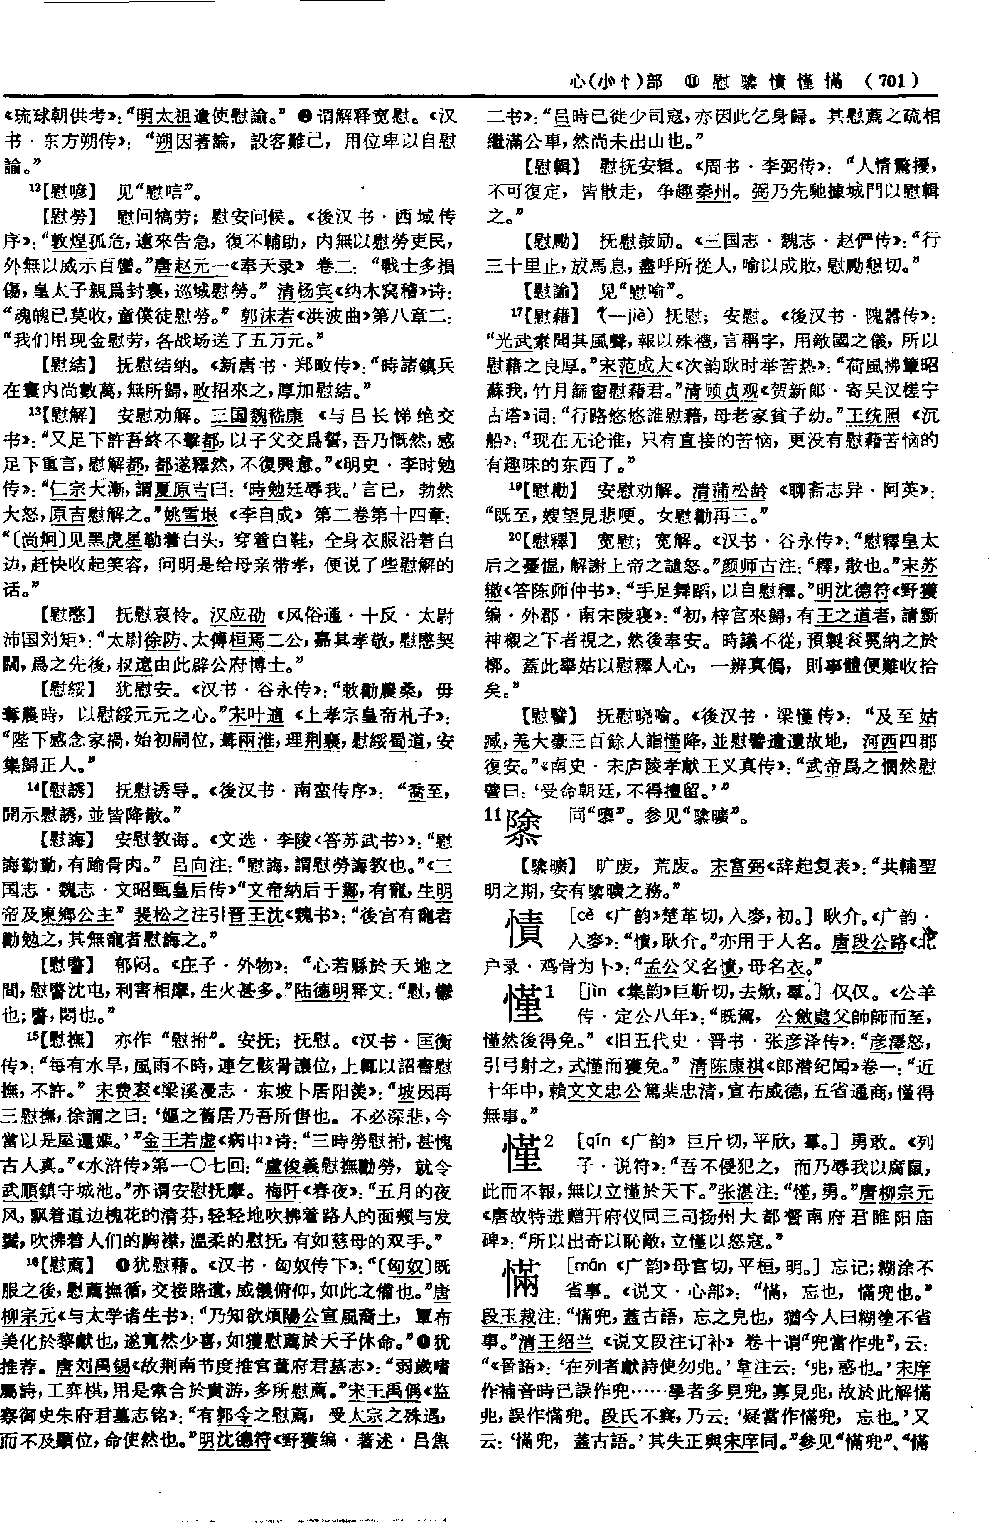 心(小忄)部 ⑪ 慰 憏 憤 慬 㒼 (701)
《琉球朝供考》：“明太祖遣使慰諭。”❷谓解释宽慰。《汉
书·东方朔传》：“朔因著論，設客難己，用位卑以自慰
諭。”
¹²【慰喭】 见“慰唁”。
【慰勞】 慰问犒劳；慰安问候。《後汉书·西域传
序》：“敦煌孤危，遠來告急，復不輔助，内無以慰勞吏民，
外無以威示百蠻。”唐赵元一《奉天录》卷二：“戰士多損
傷，皇太子親爲封裹，巡城慰勞。”清杨宾《纳木窝稽》诗：
“魂魄已莫收，童僕徒慰勞。”郭沫若《洪波曲》第八章二：
“我们用现金慰劳，各战场送了五万元。”
【慰結】 抚慰结纳。《新唐书·郑畋传》：“時諸鎮兵
在寰内尚數萬，無所歸，畋招來之，厚加慰結。”
¹³【慰解】 安慰劝解。三国魏嵇康《与吕长悌绝交
书》：“又足下許吾終不擊都，以子父交爲誓，吾乃慨然，感
足下重言，慰解都，都遂釋然，不復興意。”《明史·李时勉
传》：“仁宗大漸，謂夏原吉曰：‘時勉廷辱我。’言已，勃然
大怒，原吉慰解之。”姚雪垠《李自成》第二卷第十四章：
“〔尚炯〕见黑虎星勒着白头，穿着白鞋，全身衣服沿着白
边，赶快收起笑容，问明是给母亲带孝，便说了些慰解的
话。”
【慰愍】 抚慰哀怜。汉应劭《风俗通·十反·太尉
沛国刘矩》：“太尉徐防、太傅桓焉二公，嘉其孝敬，慰愍契
闊，爲之先後，叔遼由此辟公府博士。”
【慰綏】 犹慰安。《汉书·谷永传》：“敕勸農桑，毋
奪農時，以慰綏元元之心。”宋叶適《上孝宗皇帝札子》：
“陛下感念家禍，始初嗣位，葺兩淮，理荆襄，慰綏蜀道，安
集歸正人。”
¹⁴【慰誘】 抚慰诱导。《後汉书·南蛮传序》：“喬至，
開示慰誘，並皆降散。”
【慰誨】 安慰教诲。《文选·李陵〈答苏武书〉》：“慰
誨勤勤，有踰骨肉。”吕向注：“慰誨，謂慰勞誨教也。”《三
国志·魏志·文昭甄皇后传》“文帝纳后于鄴，有寵，生明
帝及東鄉公主”裴松之注引晋王沈《魏书》：“後宫有寵者
勸勉之，其無寵者慰誨之。”
【慰暋】 郁闷。《庄子·外物》：“心若縣於天地之
間，慰暋沈屯，利害相摩，生火甚多。”陆德明释文：“慰，鬱
也；暋，悶也。”
¹⁵【慰撫】 亦作“慰拊”。安抚；抚慰。《汉书·匡衡
传》：“每有水旱，風雨不時，連乞骸骨讓位，上輒以詔書慰
撫，不許。”宋费衮《梁溪漫志·东坡卜居阳羡》：“坡因再
三慰撫，徐謂之曰：‘嫗之舊居乃吾所售也。不必深悲，今
當以是屋還嫗。’”金王若虚《病中》诗：“三時勞慰拊，甚愧
古人真。”《水浒传》第一〇七回：“盧俊義慰撫勸勞，就令
武順鎮守城池。”亦谓安慰抚摩。梅阡《春夜》：“五月的夜
风，飘着道边槐花的清芬，轻轻地吹拂着路人的面颊与发
鬓，吹拂着人们的胸襟，温柔的慰抚，有如慈母的双手。”
¹⁶【慰薦】 ❶犹慰藉。《汉书·匈奴传下》：“〔匈奴〕既
服之後，慰薦撫循，交接賂遺，威儀俯仰，如此之備也。”唐
柳宗元《与太学诸生书》：“乃知欲煩陽公宣風裔土，覃布
美化於黎獻也，遂寬然少喜，如獲慰薦於天子休命。”❷犹
推荐。唐刘禹锡《故荆南节度推官董府君墓志》：“弱歲嗜
屬詩，工弈棋，用是索合於貴游，多所慰薦。”宋王禹偁《监
察御史朱府君墓志铭》：“有郭令之慰薦，受太宗之殊遇，
而不及顯位，命使然也。”明沈德符《野獲编·著述·吕焦
二书》：“吕時已徙少司寇，亦因此乞身歸。其慰薦之疏相
繼滿公車，然尚未出山也。”
【慰輯】 慰抚安辑。《周书·李弼传》：“人情驚擾，
不可復定，皆散走，争趣秦州。弼乃先馳據城門以慰輯
之。”
【慰勵】 抚慰鼓励。《三国志·魏志·赵俨传》：“行
三十里止，放馬息，盡呼所從人，喻以成敗，慰勵懇切。”
【慰諭】 见“慰喻”。
¹⁷【慰藉】 (—jiè) 抚慰；安慰。《後汉书·隗嚣传》：
“光武素聞其風聲，報以殊禮，言稱字，用敵國之儀，所以
慰藉之良厚。”宋范成大《次韵耿时举苦热》：“荷風拂簟昭
蘇我，竹月篩窗慰藉君。”清顾贞观《贺新郎·寄吴汉槎宁
古塔》词：“行路悠悠誰慰藉，母老家貧子幼。”王统照《沉
船》：“现在无论谁，只有直接的苦恼，更没有慰藉苦恼的
有趣味的东西了。”
¹⁹【慰勸】 安慰劝解。清蒲松龄《聊斋志异·阿英》：
“既至，嫂望見悲哽。女慰勸再三。”
²⁰【慰釋】 宽慰；宽解。《汉书·谷永传》：“慰釋皇太
后之憂愠，解謝上帝之譴怒。”颜师古注：“釋，散也。”宋苏
辙《答陈师仲书》：“手足舞蹈，以自慰釋。”明沈德符《野獲
编·外郡·南宋陵寝》：“初，梓宫來歸，有王之道者，請斵
神櫬之下者視之，然後奉安。時議不從，預製衮冕納之於
槨。蓋此舉姑以慰釋人心，一辨真僞，則事體便難收拾
矣。”
【慰譬】 抚慰晓喻。《後汉书·梁慬传》：“及至姑
臧，羌大豪三百餘人詣慬降，並慰譬遣還故地，河西四郡
復安。”《南史·宋庐陵孝献王义真传》：“武帝爲之憫然慰
譬曰：‘受命朝廷，不得擅留。’”
11 同“隳”。参见
旷废，荒废。宋富弼《辞起复表》：“共輔聖
明之期，安有 之務。”
憤 [cè 《广韵》楚革切，入麥，初。] 耿介。《广韵·
入麥》： 耿介。”亦用于人名。唐段公路《北
户录·鸡骨为卜》：“孟公父名 母名衣。”
慬¹ [jǐn 《集韵》巨靳切，去焮，羣。] 仅仅。《公羊
传·定公八年》：“既駕，公斂處父帥師而至，
慬然後得免。”《旧五代史·晋书·张彦泽传》：“彦澤怒，
引弓射之，式慬而獲免。”清陈康祺《郎潜纪闻》卷一：“近
十年中，賴文文忠公篤棐忠清，宣布威德，五省通商，慬得
無事。”
慬² [qín 《广韵》巨斤切，平欣，羣。] 勇敢。《列
子·说符》：“吾不侵犯之，而乃辱我以腐鼠，
此而不報，無以立慬於天下。”张湛注：“慬，勇。”唐柳宗元
《唐故特进赠开府仪同三司扬州大都督南府君睢阳庙
碑》：“所以出奇以恥敵，立慬以怒寇。”
㒼 [mán 《广韵》母官切，平桓，明。] 忘记；糊涂不
省事。《说文·心部》：“㒼，忘也，㒼兜也。”
段玉裁注：“㒼兜，蓋古語，忘之皃也，猶今人曰糊塗不省
事。”清王绍兰《说文段注订补》卷十谓“兜當作𠑹”，云：
“《晉語》：‘在列者獻詩使勿𠑹。’韋注云：‘𠑹，惑也。’宋庠
作補音時已誤作兜……學者多見兜，寡見𠑹，故於此解㒼
𠑹，誤作㒼兜。段氏不寤，乃云：‘疑當作㒼兜，忘也。’又
云：‘㒼兜，蓋古語。’其失正與宋庠同。”参见“㒼兜”、“㒼